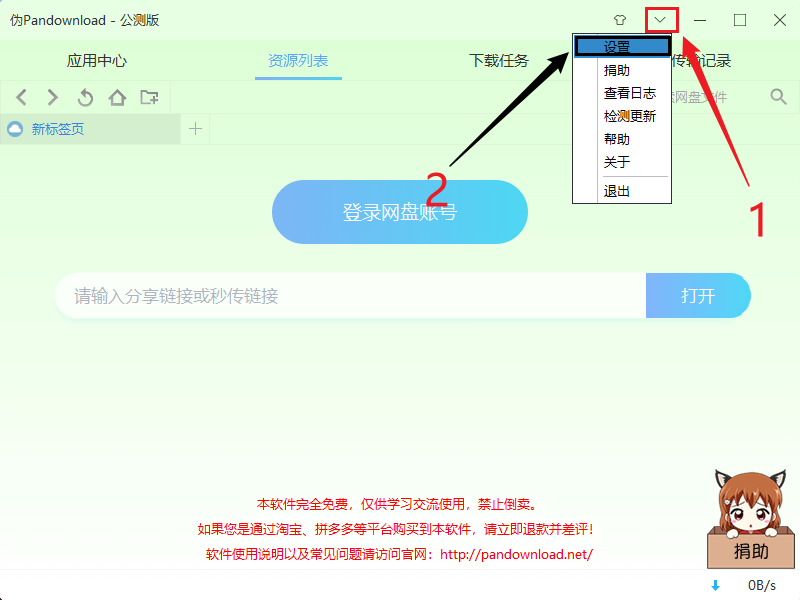 伪Pandownload - 公测版
应用中心
资源列表
下载任务
传输记录
网盘文件
新标签页
设置
捐助
查看日志
检测更新
帮助
关于
退出
1
2
登录网盘账号
请输入分享链接或秒传链接
打开
本软件完全免费，仅供学习交流使用，禁止倒卖。
如果您是通过淘宝、拼多多等平台购买到本软件，请立即退款并差评！
软件使用说明以及常见问题请访问官网：http://pandownload.net/
捐助
0B/s